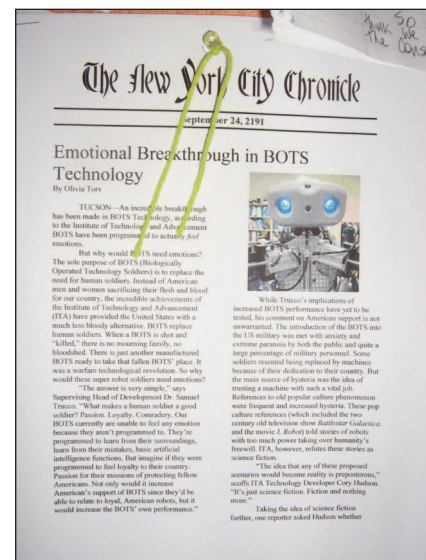 think so
we
the cons
The New York City Chronicle
September 24, 2191
Emotional Breakthrough in BOTS
Technology
By Olivia Torv
TUCSON—An incredible breakthrough
has been made in BOTS Technology, according
to the Institute of Technology and Advancement.
BOTS have been programmed to actually feel
emotions.
But why would BOTS need emotions?
The sole purpose of BOTS (Biologically
Operated Technology Soldiers) is to replace the
need for human soldiers. Instead of American
men and women sacrificing their flesh and blood
for our country, the incredible achievements of
the Institute of Technology and Advancement
(ITA) have provided the United States with a
much less bloody alternative. BOTS replace
human soldiers. When a BOTS is shot and
"killed," there is no mourning family, no
bloodshed. There is just another manufactured
BOTS ready to take that fallen BOTS' place. It
was a warfare technological revolution. So why
would these super robot soldiers need emotions?
"The answer is very simple," says
Supervising Head of Development Dr. Samuel
Trucco. "What makes a human soldier a good
soldier? Passion. Loyalty. Comradery. Our
BOTS currently are unable to feel any emotion
because they aren't programmed to. They're
programmed to learn from their surroundings,
learn from their mistakes, basic artificial
intelligence functions. But imagine if they were
programmed to feel loyalty to their country.
Passion for their missions of protecting fellow
Americans. Not only would it increase
American's support of BOTS since they'd be
able to relate to loyal, American robots, but it
would increase the BOTS' own performance."
While Trucco's implications of
increased BOTS performance have yet to be
tested, his comment on American support is not
unwarranted. The introduction of the BOTS into
the US military was met with anxiety and
extreme paranoia by both the public and quite a
large percentage of military personnel. Some
soldiers resented being replaced by machines
because of their dedication to their country. But
the main source of hysteria was the idea of
trusting a machine with such a vital job.
References to old popular culture phenomenon
were frequent and increased hysteria. These pop
culture references (which included the two
century old television show Battlestar Galactica
and the movie I, Robot) told stories of robots
with too much power taking over humanity's
freewill. ITA, however, refutes these stories as
science fiction.
"The idea that any of these proposed
scenarios would become reality is preposterous,"
scoffs ITA Technology Developer Cory Hudson.
"It's just science fiction. Fiction and nothing
more."
Taking the idea of science fiction
further, one reporter asked Hudson whether